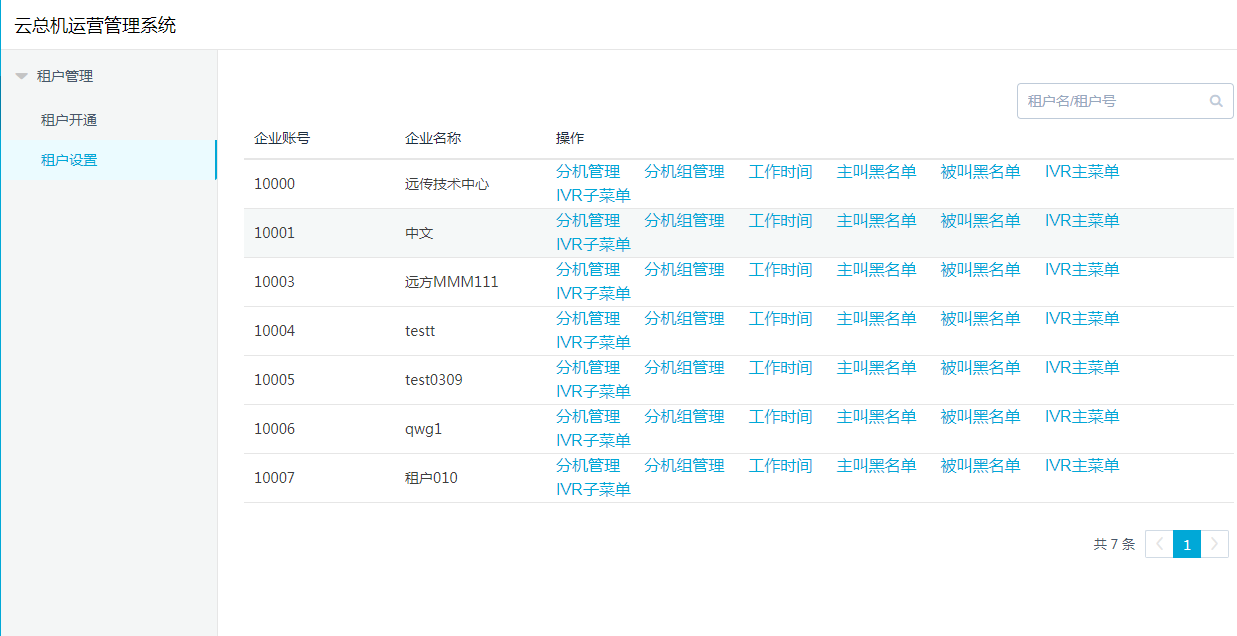 云总机运营管理系统
租户管理
租户开通
租户设置
租户名/租户号
企业账号 企业名称 操作
10000 远传技术中心 分机管理 分机组管理 工作时间 主叫黑名单 被叫黑名单 IVR主菜单
IVR子菜单
10001 中文 分机管理 分机组管理 工作时间 主叫黑名单 被叫黑名单 IVR主菜单
IVR子菜单
10003 远方MMM111 分机管理 分机组管理 工作时间 主叫黑名单 被叫黑名单 IVR主菜单
IVR子菜单
10004 testt 分机管理 分机组管理 工作时间 主叫黑名单 被叫黑名单 IVR主菜单
IVR子菜单
10005 test0309 分机管理 分机组管理 工作时间 主叫黑名单 被叫黑名单 IVR主菜单
IVR子菜单
10006 qwg1 分机管理 分机组管理 工作时间 主叫黑名单 被叫黑名单 IVR主菜单
IVR子菜单
10007 租户010 分机管理 分机组管理 工作时间 主叫黑名单 被叫黑名单 IVR主菜单
IVR子菜单
共 7 条 1